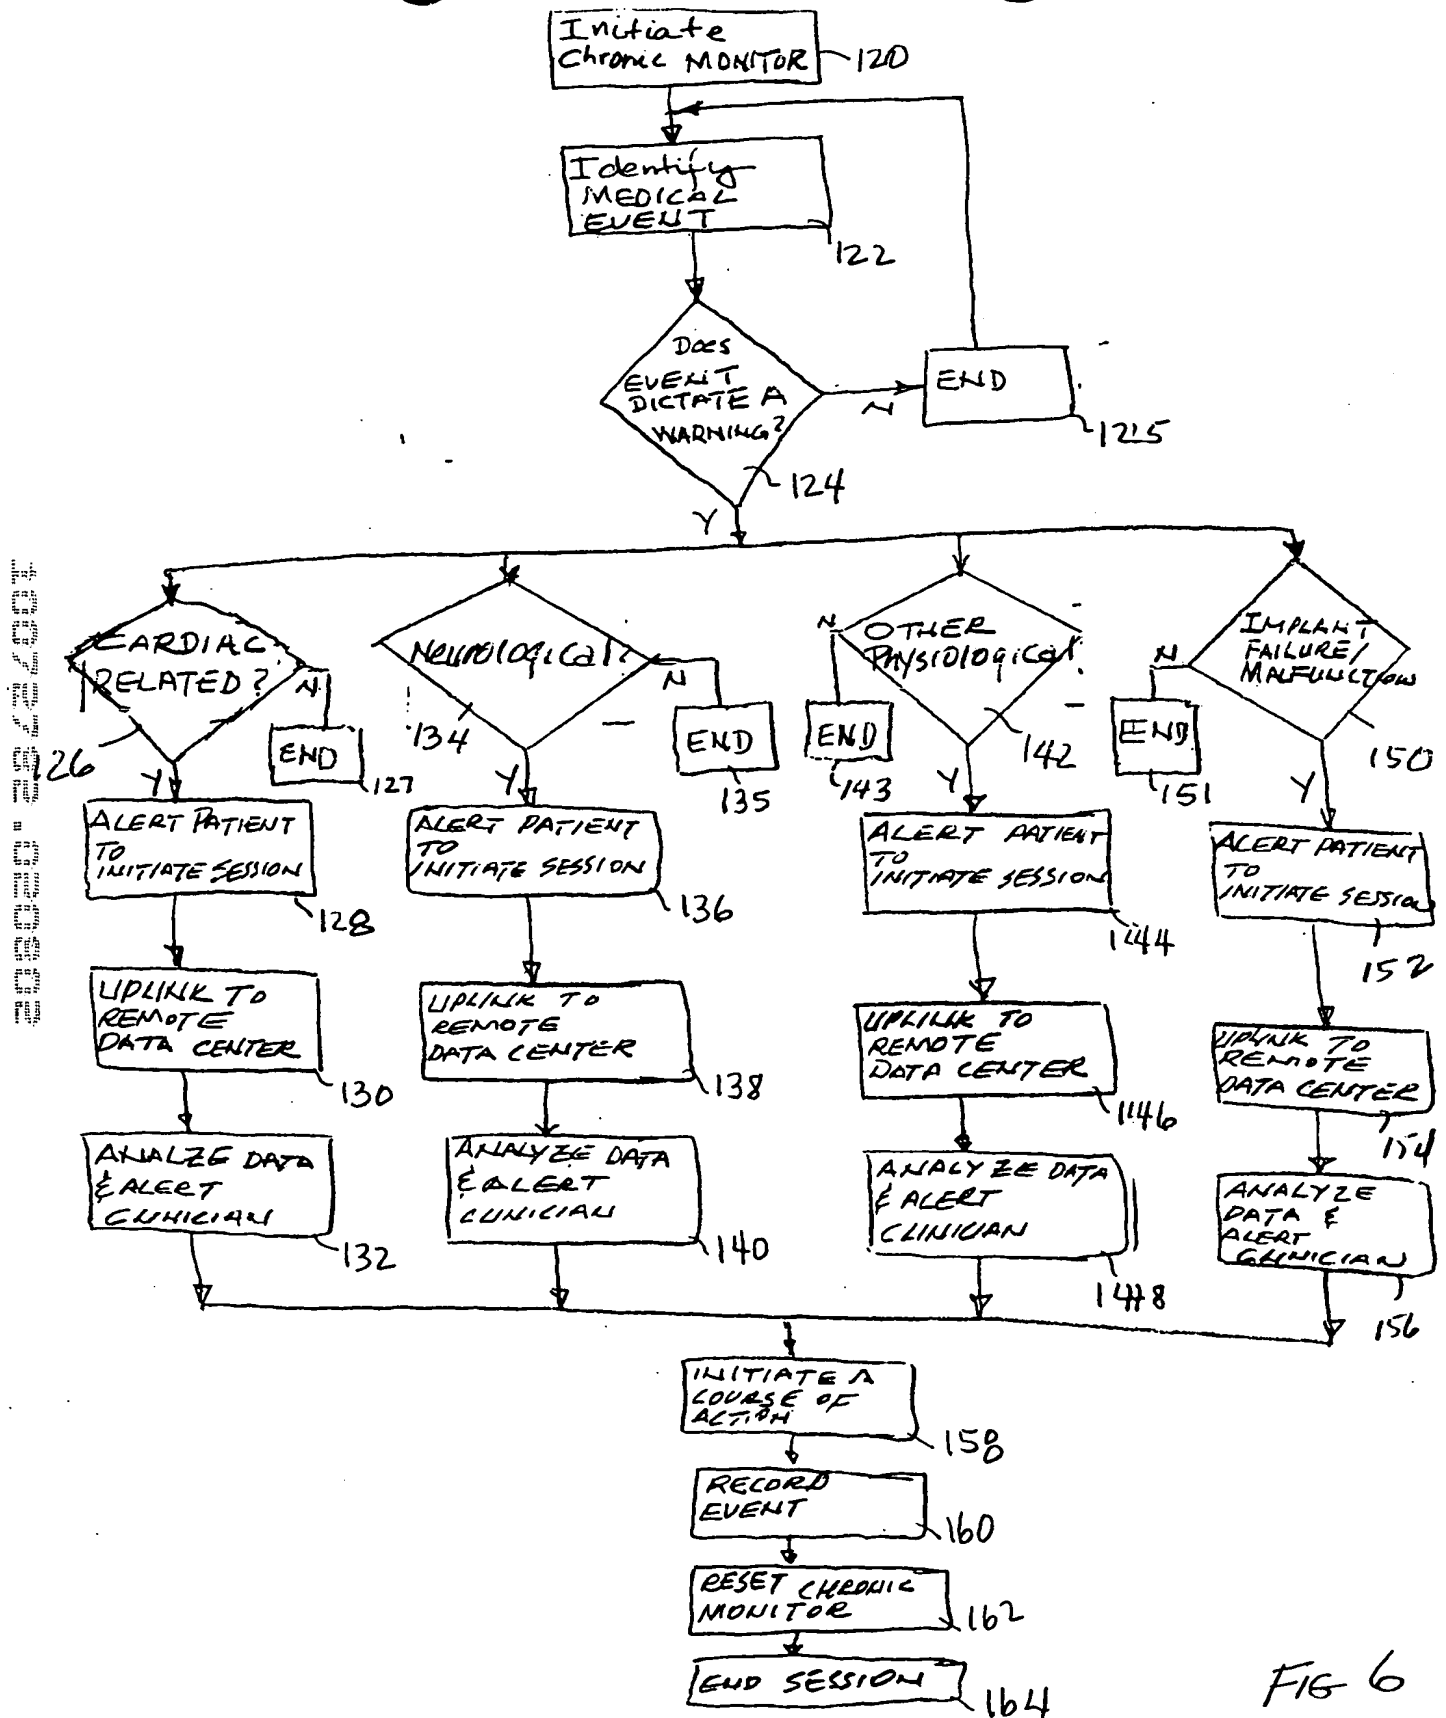 Initiate
Chronic MONITOR
120
Identify
MEDICAL
EVENT
122
Does
EVENT
DICTATE A
WARNING?
124
N
END
1215
Y
CARDIAC
RELATED?
126
N
END
127
Y
Neurological?
134
N
END
135
Y
OTHER
Physiological?
142
N
END
143
Y
IMPLANT
FAILURE/
MALFUNCTION
150
N
END
151
Y
ALERT PATIENT
TO
INITIATE SESSION
128
ALERT PATIENT
TO
INITIATE SESSION
136
ALERT PATIENT
TO
INITIATE SESSION
144
ALERT PATIENT
TO
INITIATE SESSION
152
UPLINK TO
REMOTE
DATA CENTER
130
UPLINK TO
REMOTE
DATA CENTER
138
UPLINK TO
REMOTE
DATA CENTER
146
UPLINK TO
REMOTE
DATA CENTER
154
ANALZE DATA
& ALERT
CLINICIAN
132
ANALYZE DATA
& ALERT
CLINICIAN
140
ANALYZE DATA
& ALERT
CLINICIAN
148
ANALYZE
DATA &
ALERT
CLINICIAN
156
INITIATE A
COURSE OF
ACTION
158
RECORD
EVENT
160
RESET CHRONIC
MONITOR
162
END SESSION
164
FIG 6